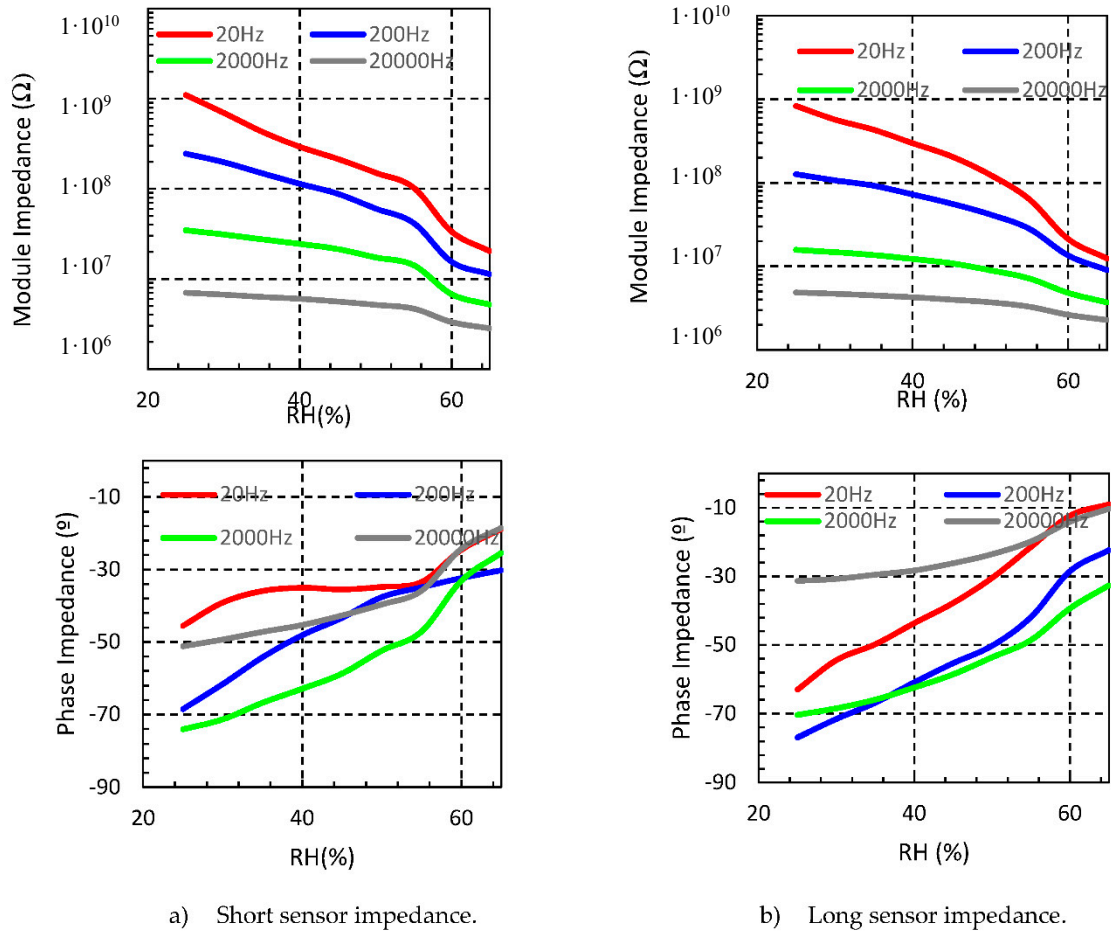 1·10¹⁰
20Hz 200Hz
2000Hz 20000Hz
1·10⁹
1·10⁸
1·10⁷
1·10⁶
Module Impedance (Ω)
20 40 60
RH(%)
1·10¹⁰
20Hz 200Hz
2000Hz 20000Hz
1·10⁹
1·10⁸
1·10⁷
1·10⁶
Module Impedance (Ω)
20 40 60
RH (%)
-10
20Hz 200Hz
2000Hz 20000Hz
-30
-50
-70
-90
Phase Impedance (º)
20 40 60
RH(%)
-10
20Hz 200Hz
2000Hz 20000Hz
-30
-50
-70
-90
Phase Impedance (º)
20 40 60
RH (%)
a) Short sensor impedance.
b) Long sensor impedance.